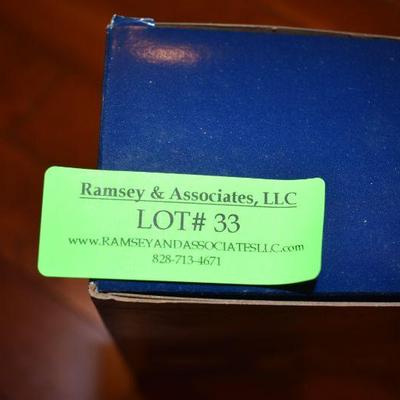 Ramsey & Associates, LLC
LOT# 33
www.RAMSEYANDASSOCIATESLLC.com
828-713-4671